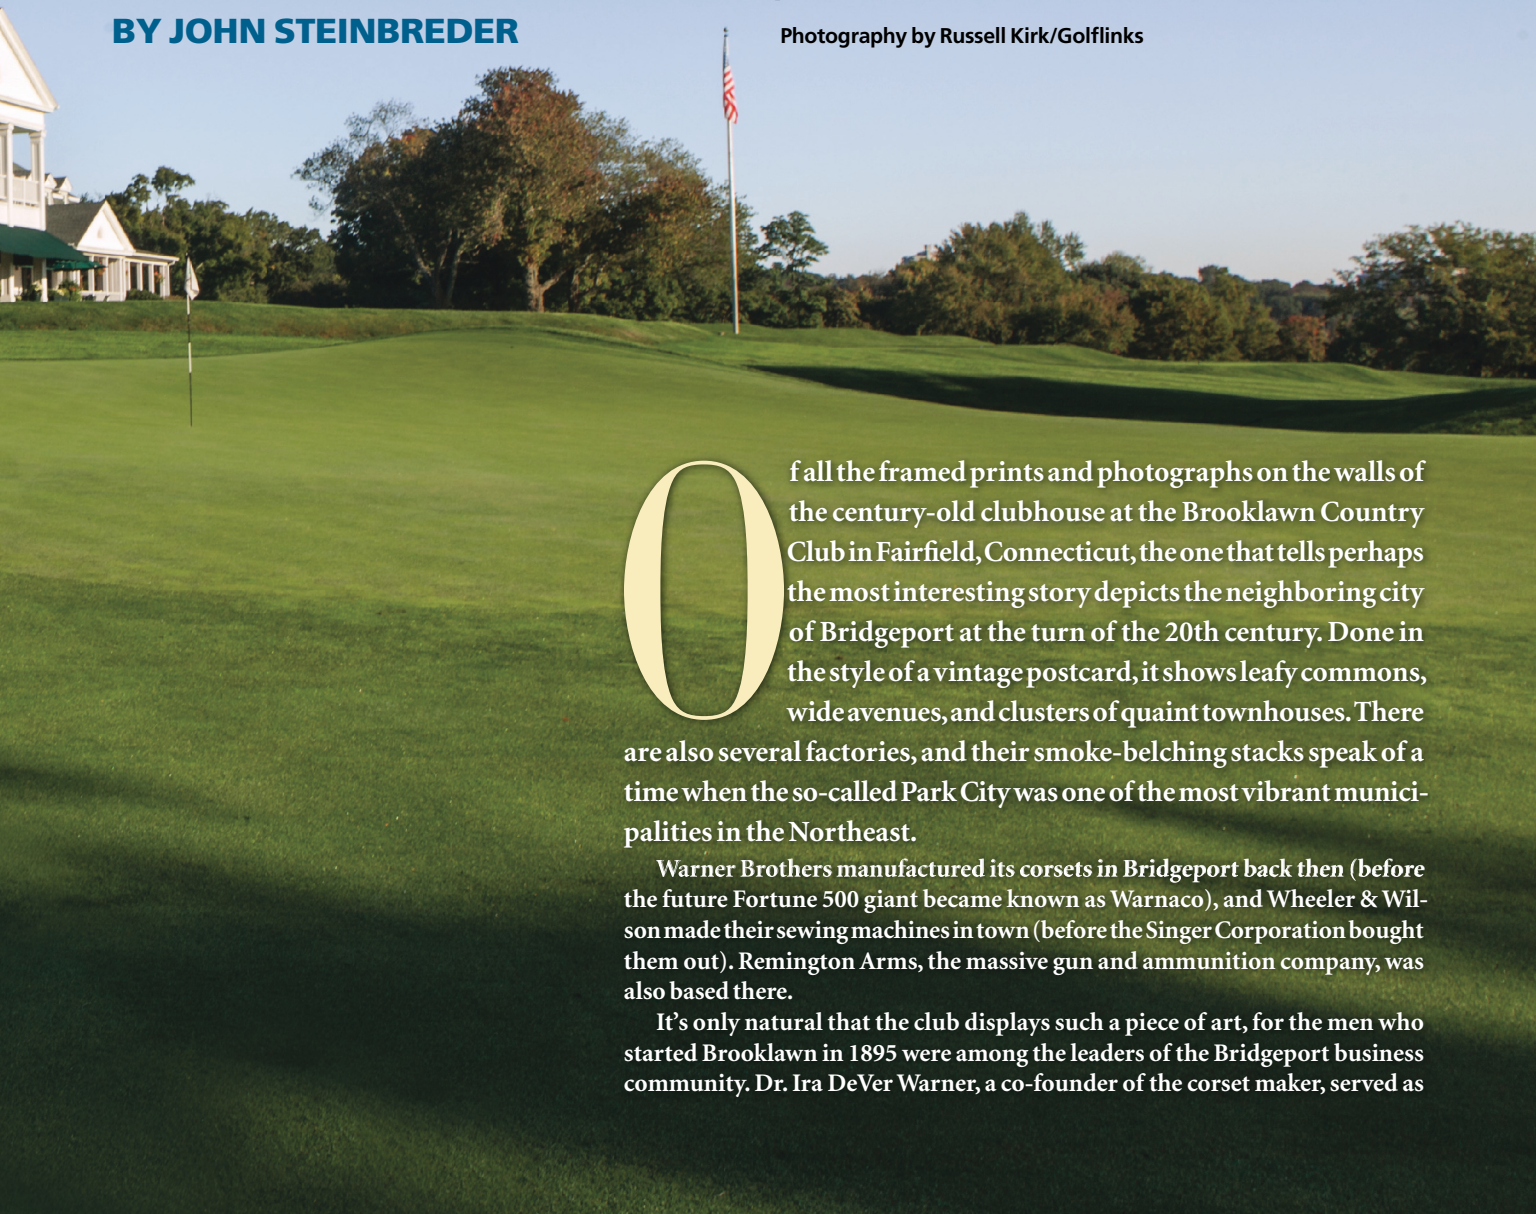 BY JOHN STEINBREDER
Photography by Russell Kirk/Golflinks
Of all the framed prints and photographs on the walls of
the century-old clubhouse at the Brooklawn Country
Club in Fairfield, Connecticut, the one that tells perhaps
the most interesting story depicts the neighboring city
of Bridgeport at the turn of the 20th century. Done in
the style of a vintage postcard, it shows leafy commons,
wide avenues, and clusters of quaint townhouses. There
are also several factories, and their smoke-belching stacks speak of a
time when the so-called Park City was one of the most vibrant munici-
palities in the Northeast.
Warner Brothers manufactured its corsets in Bridgeport back then (before
the future Fortune 500 giant became known as Warnaco), and Wheeler & Wil-
son made their sewing machines in town (before the Singer Corporation bought
them out). Remington Arms, the massive gun and ammunition company, was
also based there.
It’s only natural that the club displays such a piece of art, for the men who
started Brooklawn in 1895 were among the leaders of the Bridgeport business
community. Dr. Ira DeVer Warner, a co-founder of the corset maker, served as